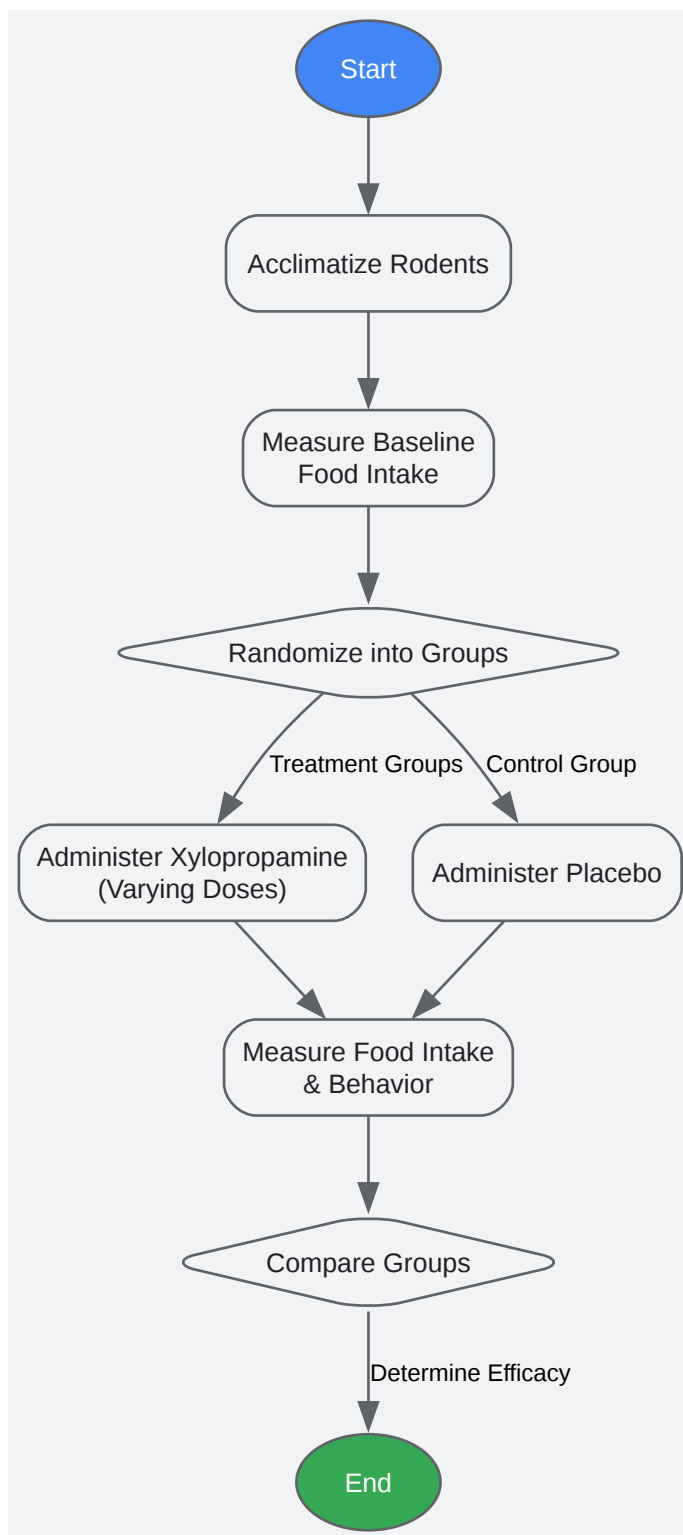 Start
Acclimatize Rodents
Measure Baseline
Food Intake
Randomize into Groups
Treatment Groups
Control Group
Administer Xylopropamine
(Varying Doses)
Administer Placebo
Measure Food Intake
& Behavior
Compare Groups
Determine Efficacy
End